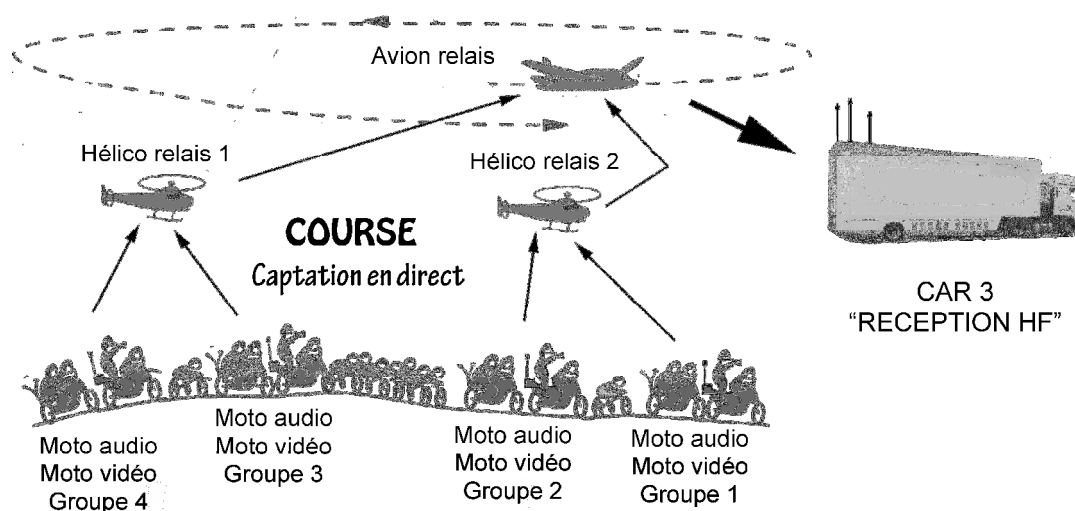 Avion relais
Hélico relais 1
Hélico relais 2
COURSE
Captation en direct
CAR 3
“RECEPTION HF”
Moto audio
Moto vidéo
Groupe 4
Moto audio
Moto vidéo
Groupe 3
Moto audio
Moto vidéo
Groupe 2
Moto audio
Moto vidéo
Groupe 1